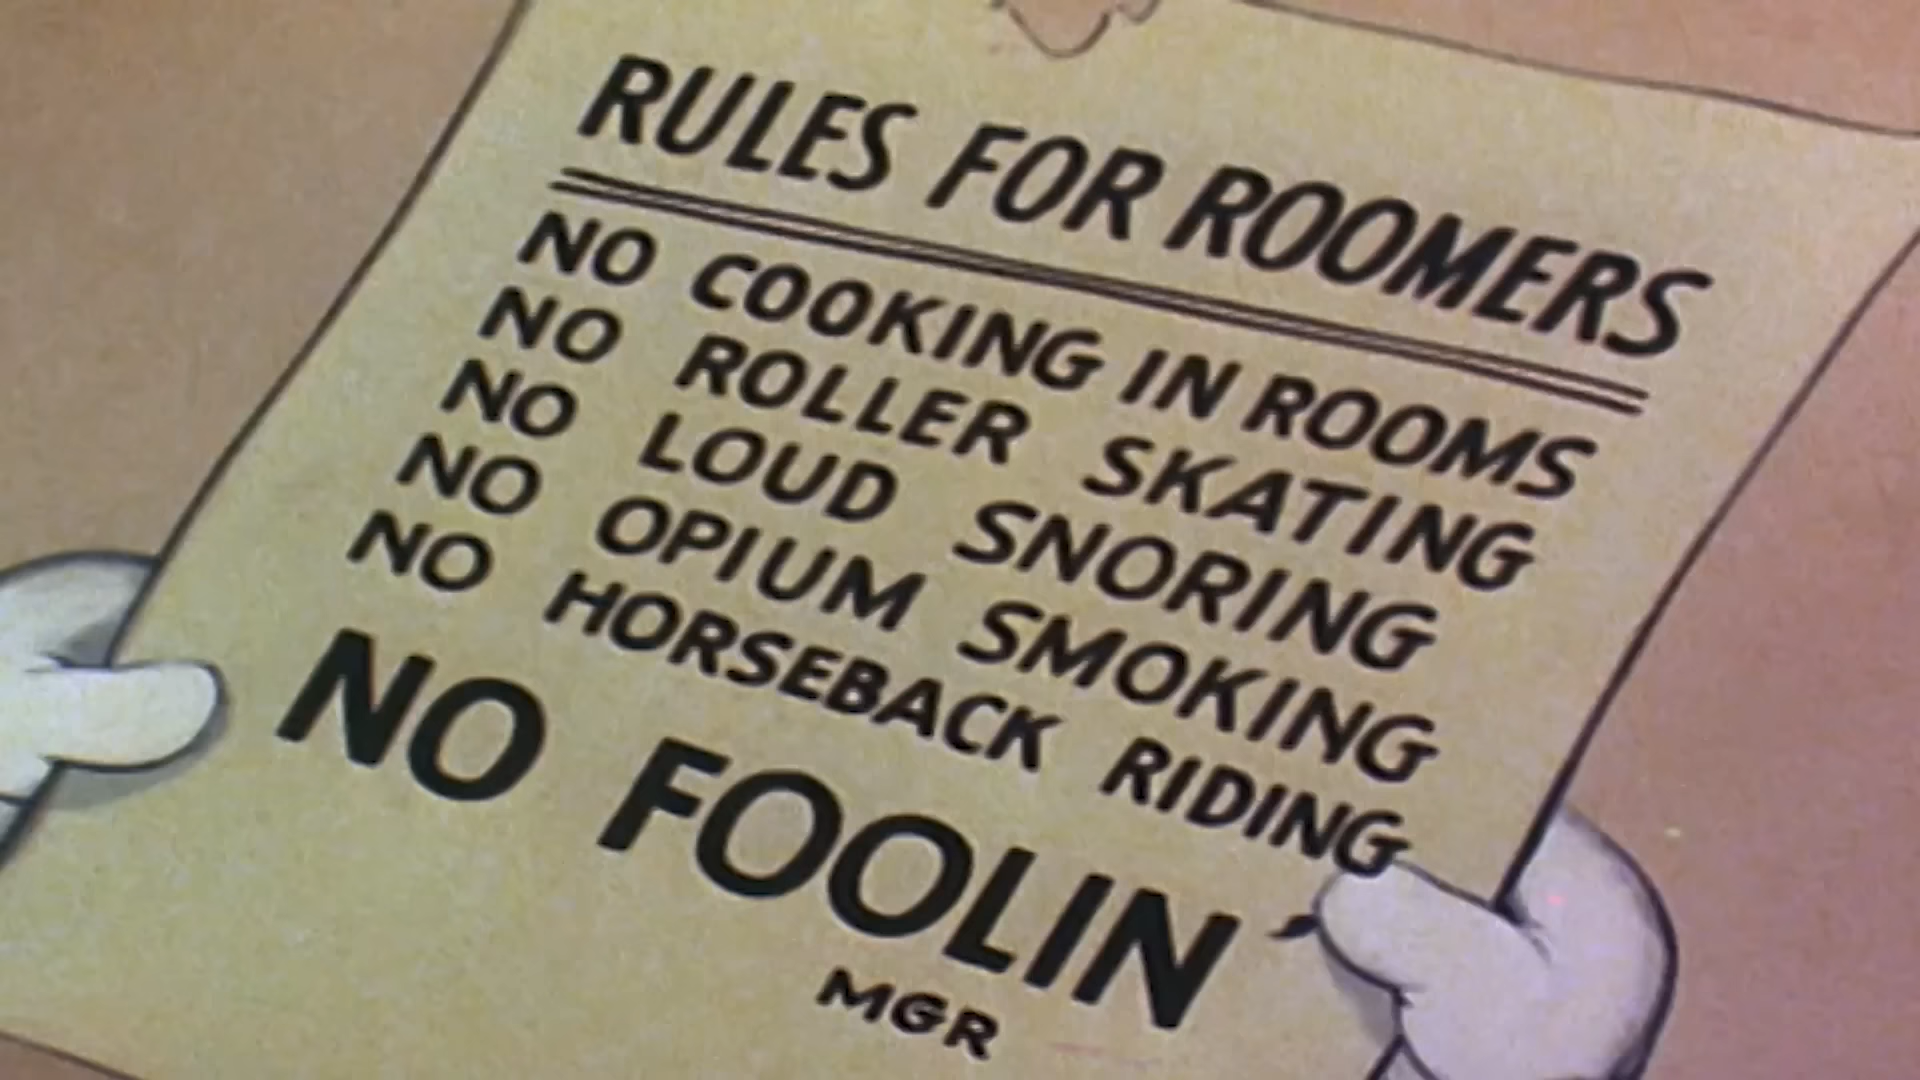 RULES FOR ROOMERS
NO COOKING IN ROOMS
NO ROLLER SKATING
NO LOUD SNORING
NO OPIUM SMOKING
NO HORSEBACK RIDING
NO FOOLIN'
MGR